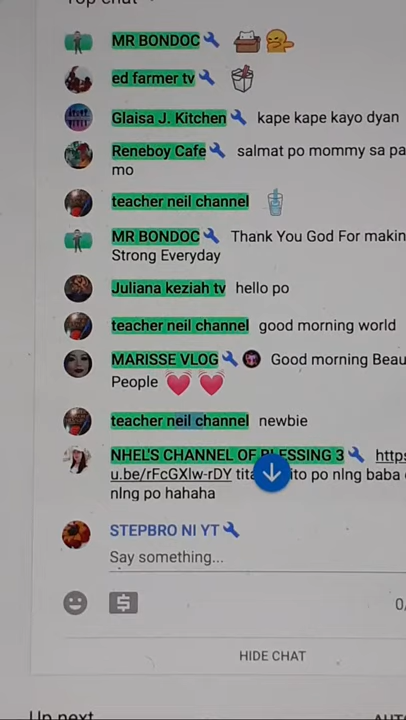 Top chat
MR BONDOC
ed farmer tv
Glaisa J. Kitchen kape kape kayo dyan
Reneboy Cafe salmat po mommy sa
mo
teacher neil channel
MR BONDOC Thank You God For makin
Strong Everyday
Juliana keziah tv hello po
teacher neil channel good morning world
MARISSE VLOG Good morning Beau
People
teacher neil channel newbie
NHEL'S CHANNEL OF BLESSING 3 https
u.be/rFcGXlw-rDY ito po nlng baba
nlng po hahaha
STEPBRO NI YT
Say something...
0/
HIDE CHAT
Up next